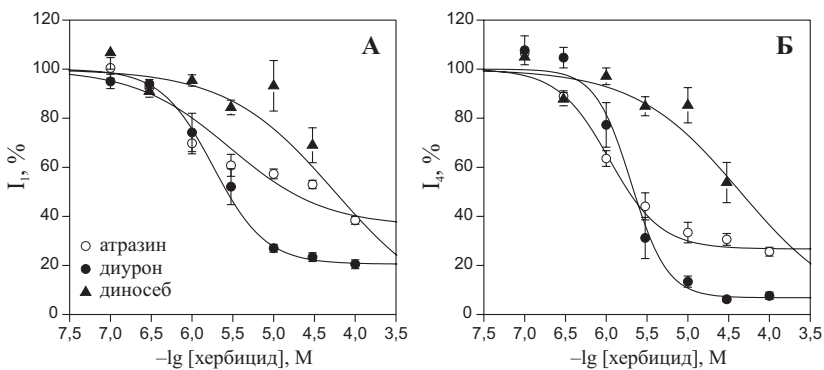 А
120
100
80
60
40
20
0
I1, %
атразин
диурон
диносеб
7,5 7,0 6,5 6,0 5,5 5,0 4,5 4,0 3,5
–lg [хербицид], М
Б
120
100
80
60
40
20
0
I4, %
7,5 7,0 6,5 6,0 5,5 5,0 4,5 4,0 3,5
–lg [хербицид], М